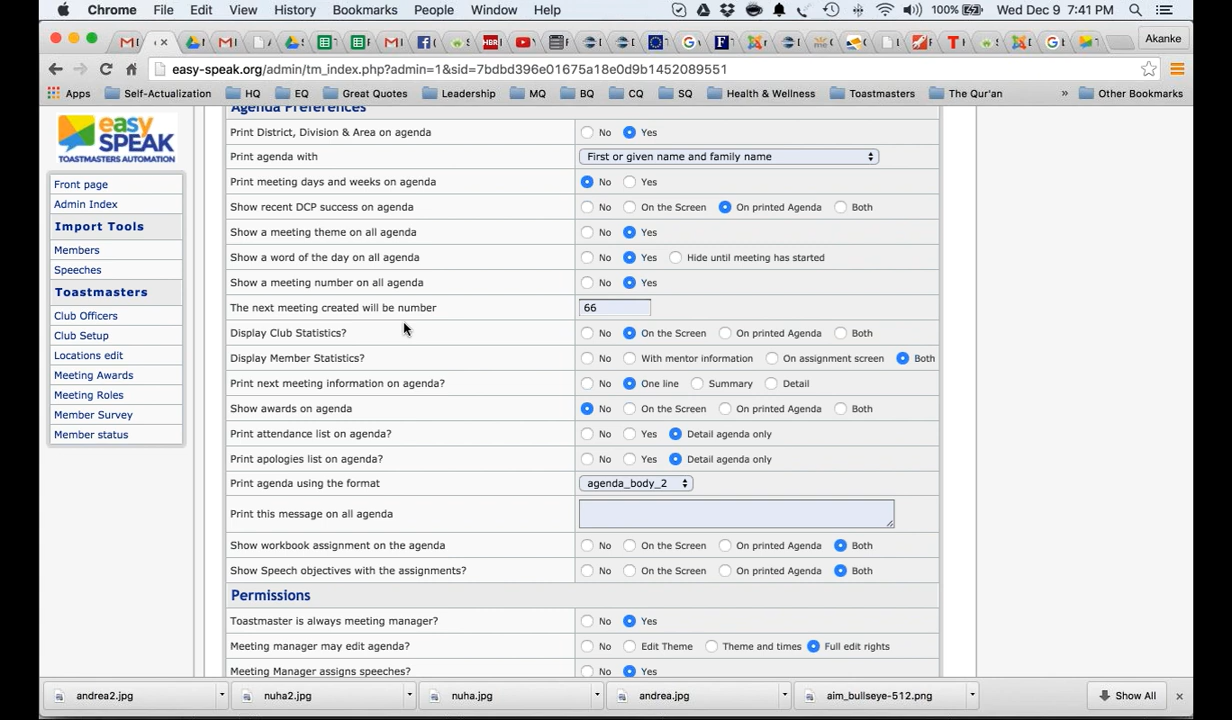 Chrome File Edit View History Bookmarks People Window Help 100% Wed Dec 9 7:41 PM
Akanke
easy-speak.org/admin/tm_index.php?admin=1&sid=7bdbd396e01675a18e0d9b1452089551
Apps Self-Actualization HQ EQ Great Quotes Leadership MQ BQ CQ SQ Health & Wellness Toastmasters The Qur'an » Other Bookmarks
easy SPEAK
TOASTMASTERS AUTOMATION
Front page
Admin Index
Import Tools
Members
Speeches
Toastmasters
Club Officers
Club Setup
Locations edit
Meeting Awards
Meeting Roles
Member Survey
Member status
Agenda Preferences
Print District, Division & Area on agenda No Yes
Print agenda with First or given name and family name
Print meeting days and weeks on agenda No Yes
Show recent DCP success on agenda No On the Screen On printed Agenda Both
Show a meeting theme on all agenda No Yes
Show a word of the day on all agenda No Yes Hide until meeting has started
Show a meeting number on all agenda No Yes
The next meeting created will be number 66
Display Club Statistics? No On the Screen On printed Agenda Both
Display Member Statistics? No With mentor information On assignment screen Both
Print next meeting information on agenda? No One line Summary Detail
Show awards on agenda No On the Screen On printed Agenda Both
Print attendance list on agenda? No Yes Detail agenda only
Print apologies list on agenda? No Yes Detail agenda only
Print agenda using the format agenda_body_2
Print this message on all agenda
Show workbook assignment on the agenda No On the Screen On printed Agenda Both
Show Speech objectives with the assignments? No On the Screen On printed Agenda Both
Permissions
Toastmaster is always meeting manager? No Yes
Meeting manager may edit agenda? No Edit Theme Theme and times Full edit rights
Meeting Manager assigns speeches? No Yes
andrea2.jpg nuha2.jpg nuha.jpg andrea.jpg aim_bullseye-512.png Show All